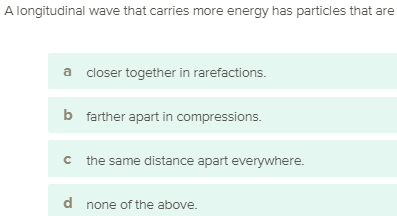 A longitudinal wave that carries more energy has particles that are
a closer together in rarefactions.
b farther apart in compressions.
c the same distance apart everywhere.
d none of the above.